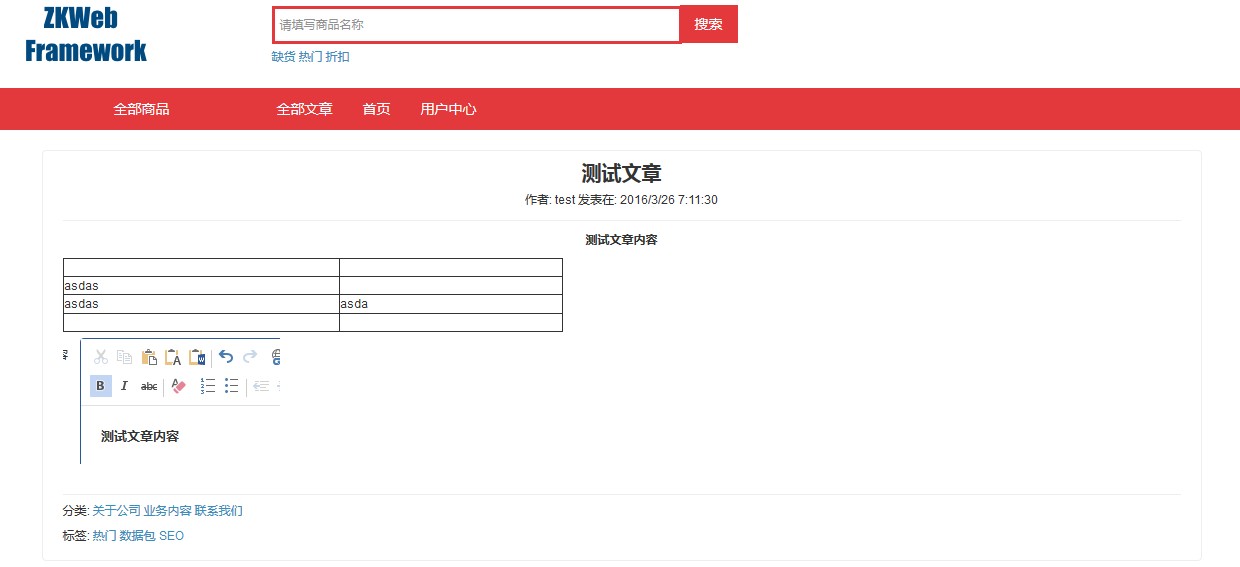 ZKWeb
Framework
请填写商品名称
搜索
缺货 热门 折扣
全部商品 全部文章 首页 用户中心
测试文章
作者: test 发表在: 2016/3/26 7:11:30
测试文章内容
asdas
asdas asda
B I abc
测试文章内容
分类: 关于公司 业务内容 联系我们
标签: 热门 数据包 SEO